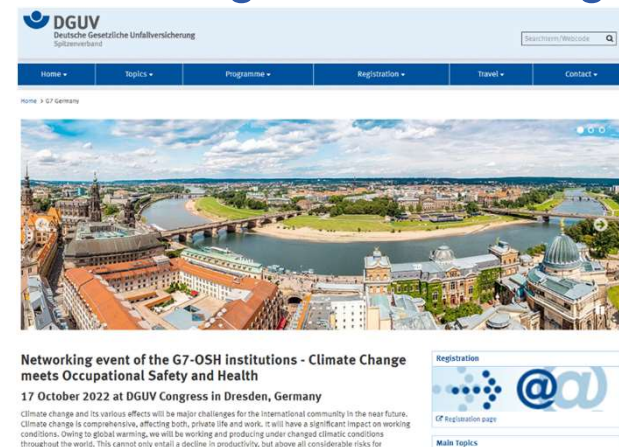 DGUV
Deutsche Gesetzliche Unfallversicherung
Spitzenverband
Searchterm/Webcode
Home
Topics
Programme
Registration
Travel
Contact
Home > G7 Germany
Networking event of the G7-OSH institutions - Climate Change
meets Occupational Safety and Health
17 October 2022 at DGUV Congress in Dresden, Germany
Climate change and its various effects will be major challenges for the international community in the near future.
Climate change is comprehensive, affecting both, private life and work. It will have a significant impact on working
conditions. Owing to global warming, we will be working and producing under changed climatic conditions
throughout the world. This cannot only entail a decline in productivity, but above all considerable risks for
Registration
@
Registration page
Main Topics